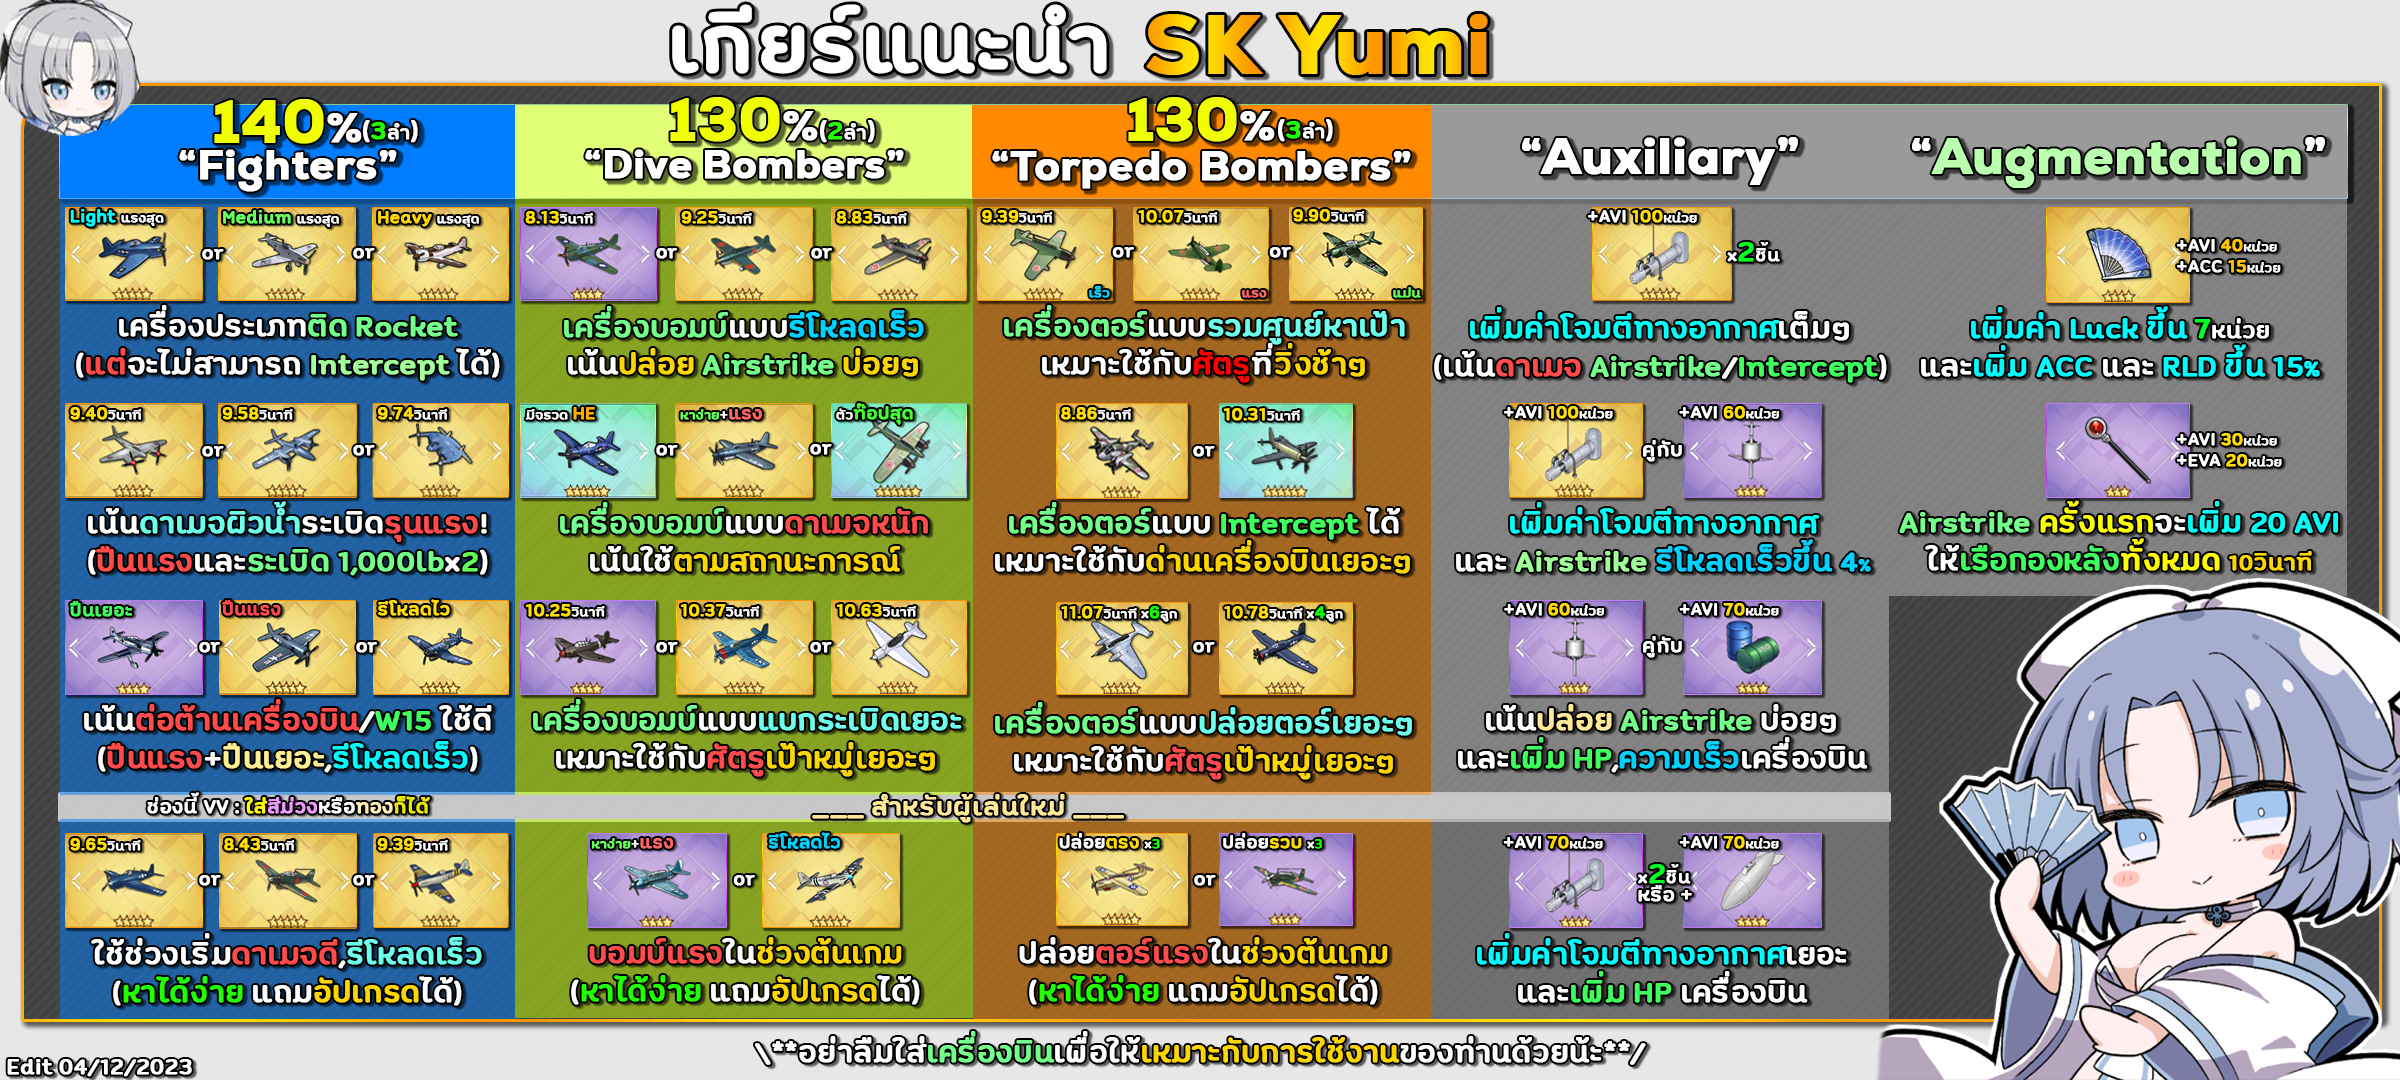 เกียร์แนะนำ SK Yumi
140%(3ลำ)
“Fighters”
130%(2ลำ)
“Dive Bombers”
130%(3ลำ)
“Torpedo Bombers”
“Auxiliary”
“Augmentation”
Light แรงสุด
or
Medium แรงสุด
or
Heavy แรงสุด
เครื่องประเภทติด Rocket
(แต่จะไม่สามารถ Intercept ได้)
8.13วินาที
or
9.25วินาที
or
8.83วินาที
เครื่องบอมบ์แบบรีโหลดเร็ว
เน้นปล่อย Airstrike บ่อยๆ
9.39วินาที
เร็ว
or
10.07วินาที
แรง
or
9.90วินาที
แม่น
เครื่องตอร์แบบรวมศูนย์หาเป้า
เหมาะใช้กับศัตรูที่วิ่งช้าๆ
+AVI 100หน่วย
x2ชิ้น
เพิ่มค่าโจมตีทางอากาศเต็มๆ
(เน้นดาเมจ Airstrike/Intercept)
+AVI 40หน่วย
+ACC 15หน่วย
เพิ่มค่า Luck ขึ้น 7หน่วย
และเพิ่ม ACC และ RLD ขึ้น 15%
9.40วินาที
or
9.58วินาที
or
9.74วินาที
เน้นดาเมจผิวน้ำระเบิดรุนแรง!
(ปืนแรงและระเบิด 1,000lbx2)
มีจรวด HE
or
หาง่าย+แรง
or
ตัวท๊อปสุด
เครื่องบอมบ์แบบดาเมจหนัก
เน้นใช้ตามสถานะการณ์
8.86วินาที
or
10.31วินาที
เครื่องตอร์แบบ Intercept ได้
เหมาะใช้กับด่านเครื่องบินเยอะๆ
+AVI 100หน่วย
คู่กับ
+AVI 60หน่วย
เพิ่มค่าโจมตีทางอากาศ
และ Airstrike รีโหลดเร็วขึ้น 4%
+AVI 30หน่วย
+EVA 20หน่วย
Airstrike ครั้งแรกจะเพิ่ม 20 AVI
ให้เรือกองหลังทั้งหมด 10วินาที
ปืนเยอะ
or
ปืนแรง
or
รีโหลดไว
เน้นต่อต้านเครื่องบิน/W15 ใช้ดี
(ปืนแรง+ปืนเยอะ,รีโหลดเร็ว)
10.25วินาที
or
10.37วินาที
or
10.63วินาที
เครื่องบอมบ์แบบแบกระเบิดเยอะ
เหมาะใช้กับศัตรูเป้าหมู่เยอะๆ
11.07วินาที x6ลูก
or
10.78วินาที x4ลูก
เครื่องตอร์แบบปล่อยตอร์เยอะๆ
เหมาะใช้กับศัตรูเป้าหมู่เยอะๆ
+AVI 60หน่วย
คู่กับ
+AVI 70หน่วย
เน้นปล่อย Airstrike บ่อยๆ
และเพิ่ม HP,ความเร็วเครื่องบิน
ช่องนี้ VV : ใส่สีม่วงหรือทองก็ได้
___ สำหรับผู้เล่นใหม่ ___
9.65วินาที
or
8.43วินาที
or
9.39วินาที
ใช้ช่วงเริ่มดาเมจดี,รีโหลดเร็ว
(หาได้ง่าย แถมอัปเกรดได้)
หาง่าย+แรง
or
รีโหลดไว
บอมบ์แรงในช่วงต้นเกม
(หาได้ง่าย แถมอัปเกรดได้)
ปล่อยตรง x3
or
ปล่อยรวบ x3
ปล่อยตอร์แรงในช่วงต้นเกม
(หาได้ง่าย แถมอัปเกรดได้)
+AVI 70หน่วย
x2ชิ้น
หรือ +
+AVI 70หน่วย
เพิ่มค่าโจมตีทางอากาศเยอะ
และเพิ่ม HP เครื่องบิน
\**อย่าลืมใส่เครื่องบินเผื่อให้เหมาะกับการใช้งานของท่านด้วยน้ะ**/
Edit 04/12/2023